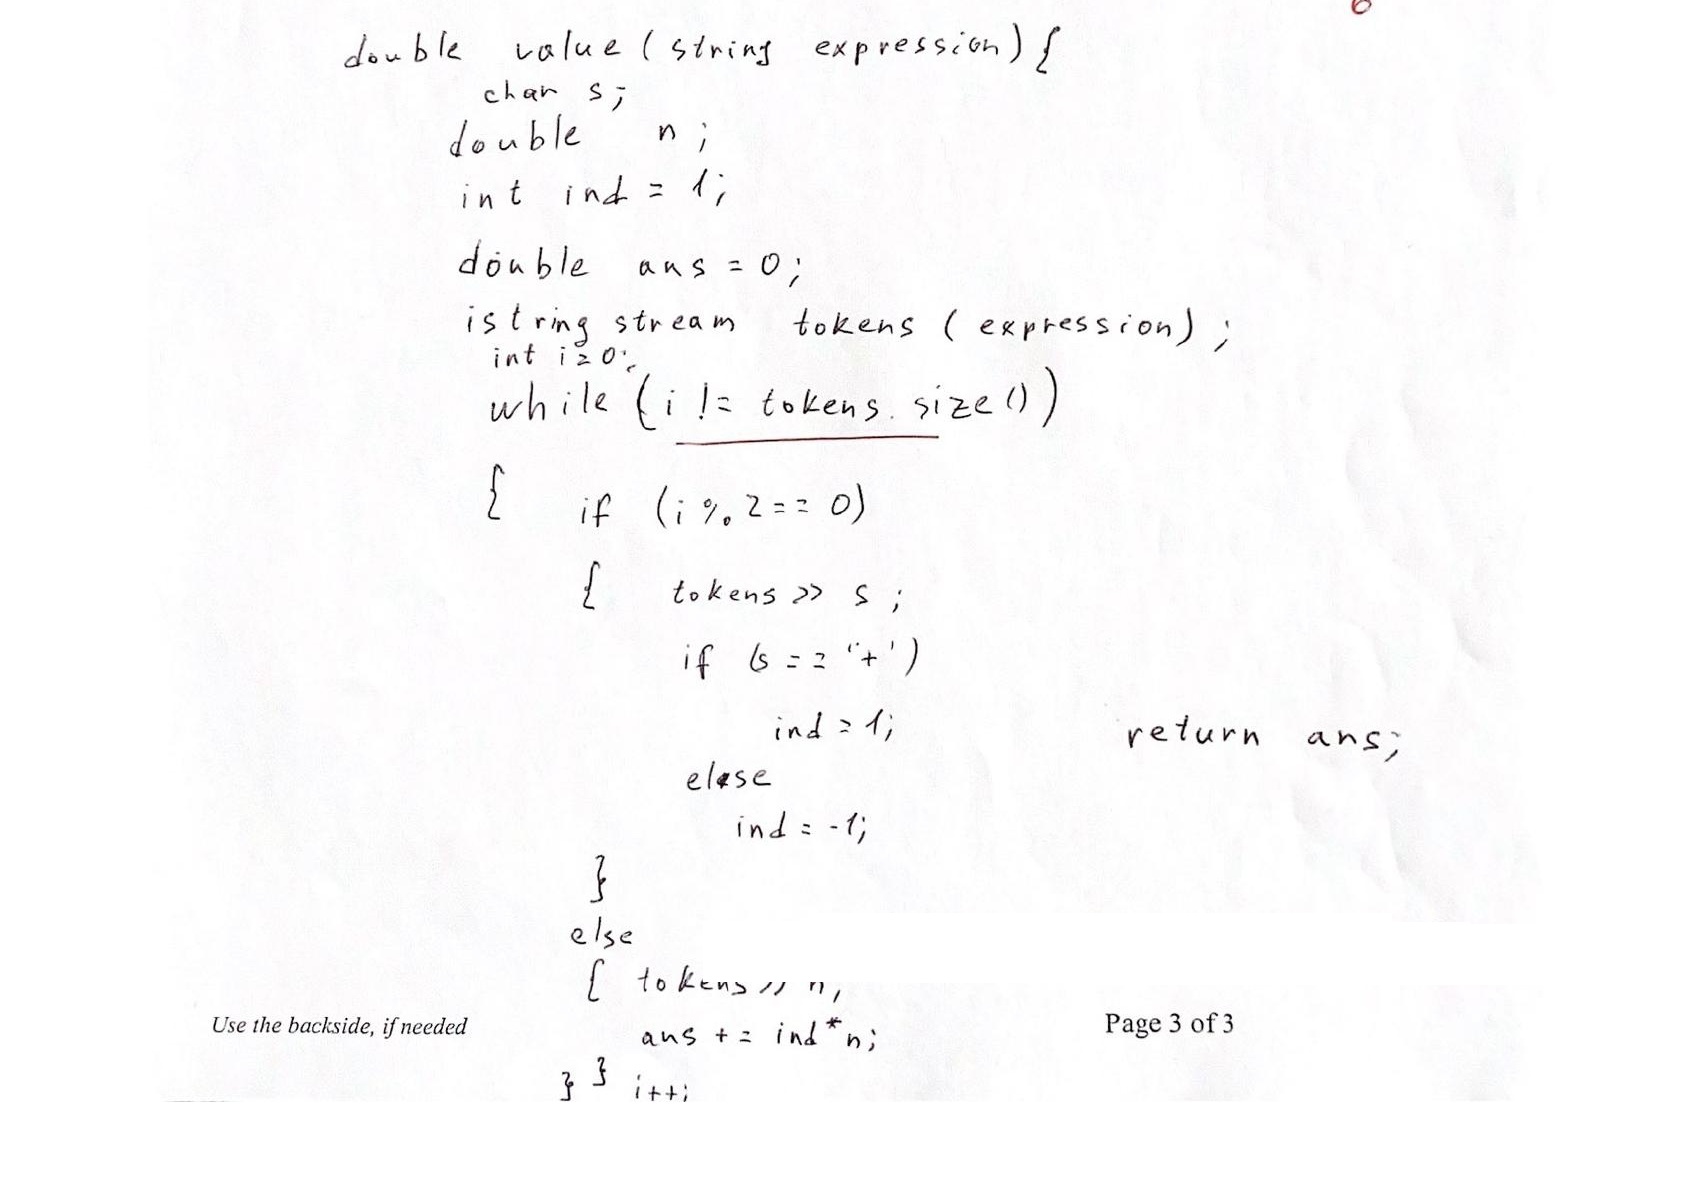 double value (string expression) {
char s;
double n;
int ind = 1;
double ans = 0;
istring stream tokens (expression);
int i = 0;
while (i != tokens.size())
{ if (i % 2 == 0)
{ tokens >> s;
if (s == '+')
ind = 1;
else
ind = -1;
}
else
{ tokens >> n;
ans += ind*n;
} } i++;
return ans;
Use the backside, if needed
Page 3 of 3